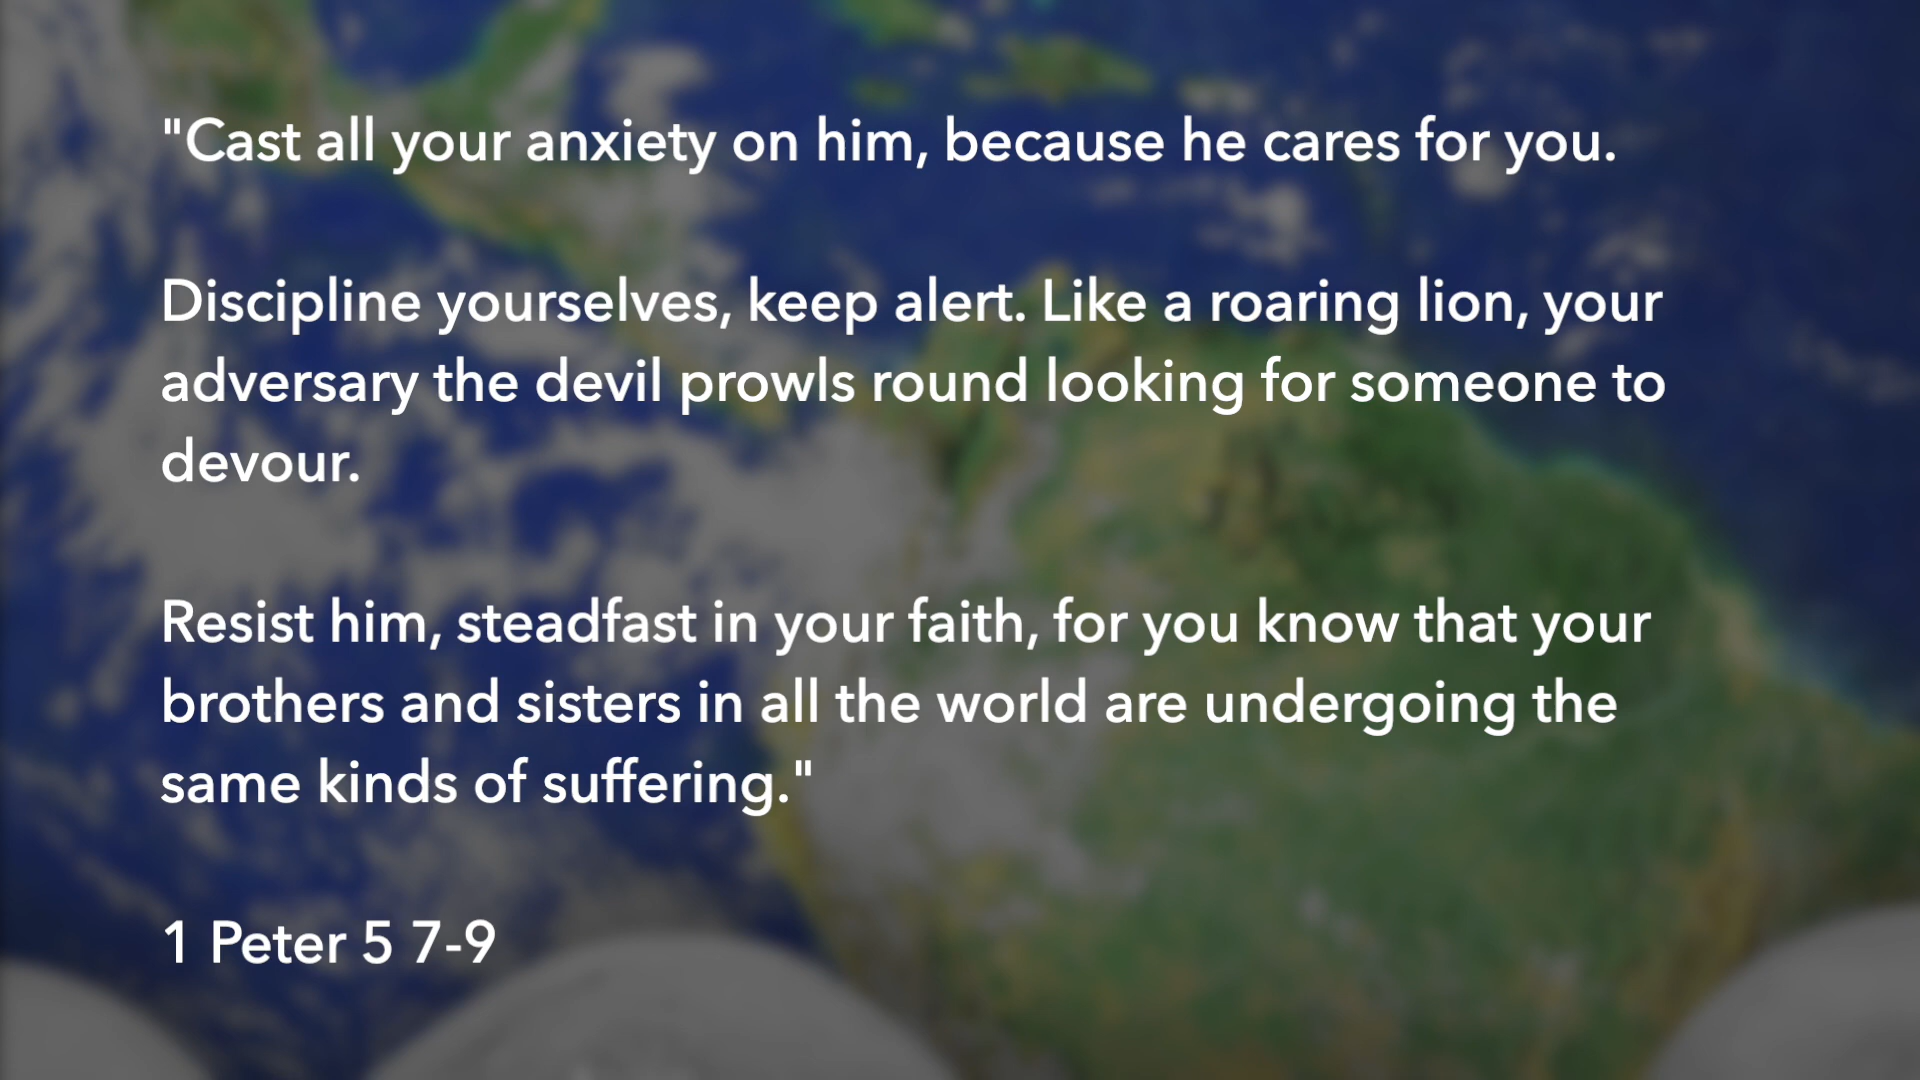 "Cast all your anxiety on him, because he cares for you.
Discipline yourselves, keep alert. Like a roaring lion, your
adversary the devil prowls round looking for someone to
devour.
Resist him, steadfast in your faith, for you know that your
brothers and sisters in all the world are undergoing the
same kinds of suffering."
1 Peter 5 7-9